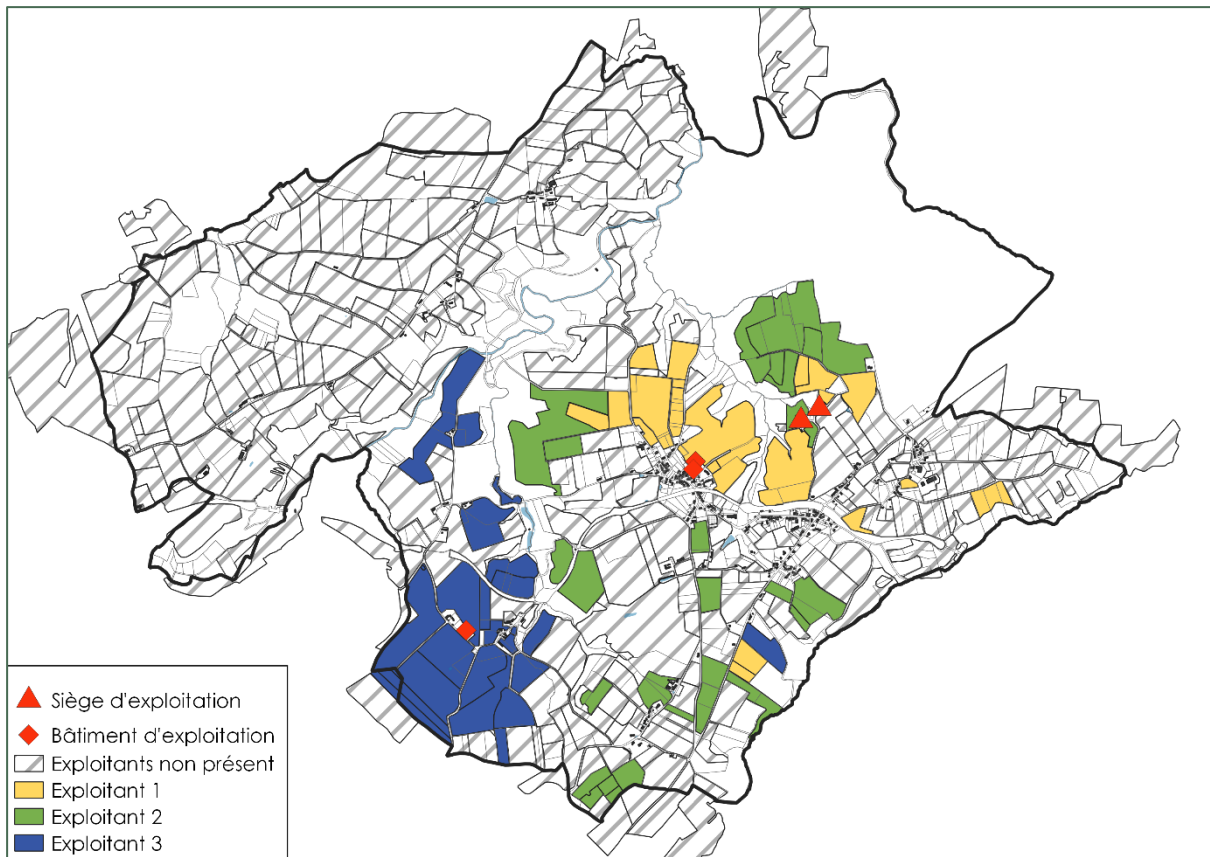 Siège d'exploitation
Bâtiment d'exploitation
Exploitants non présent
Exploitant 1
Exploitant 2
Exploitant 3